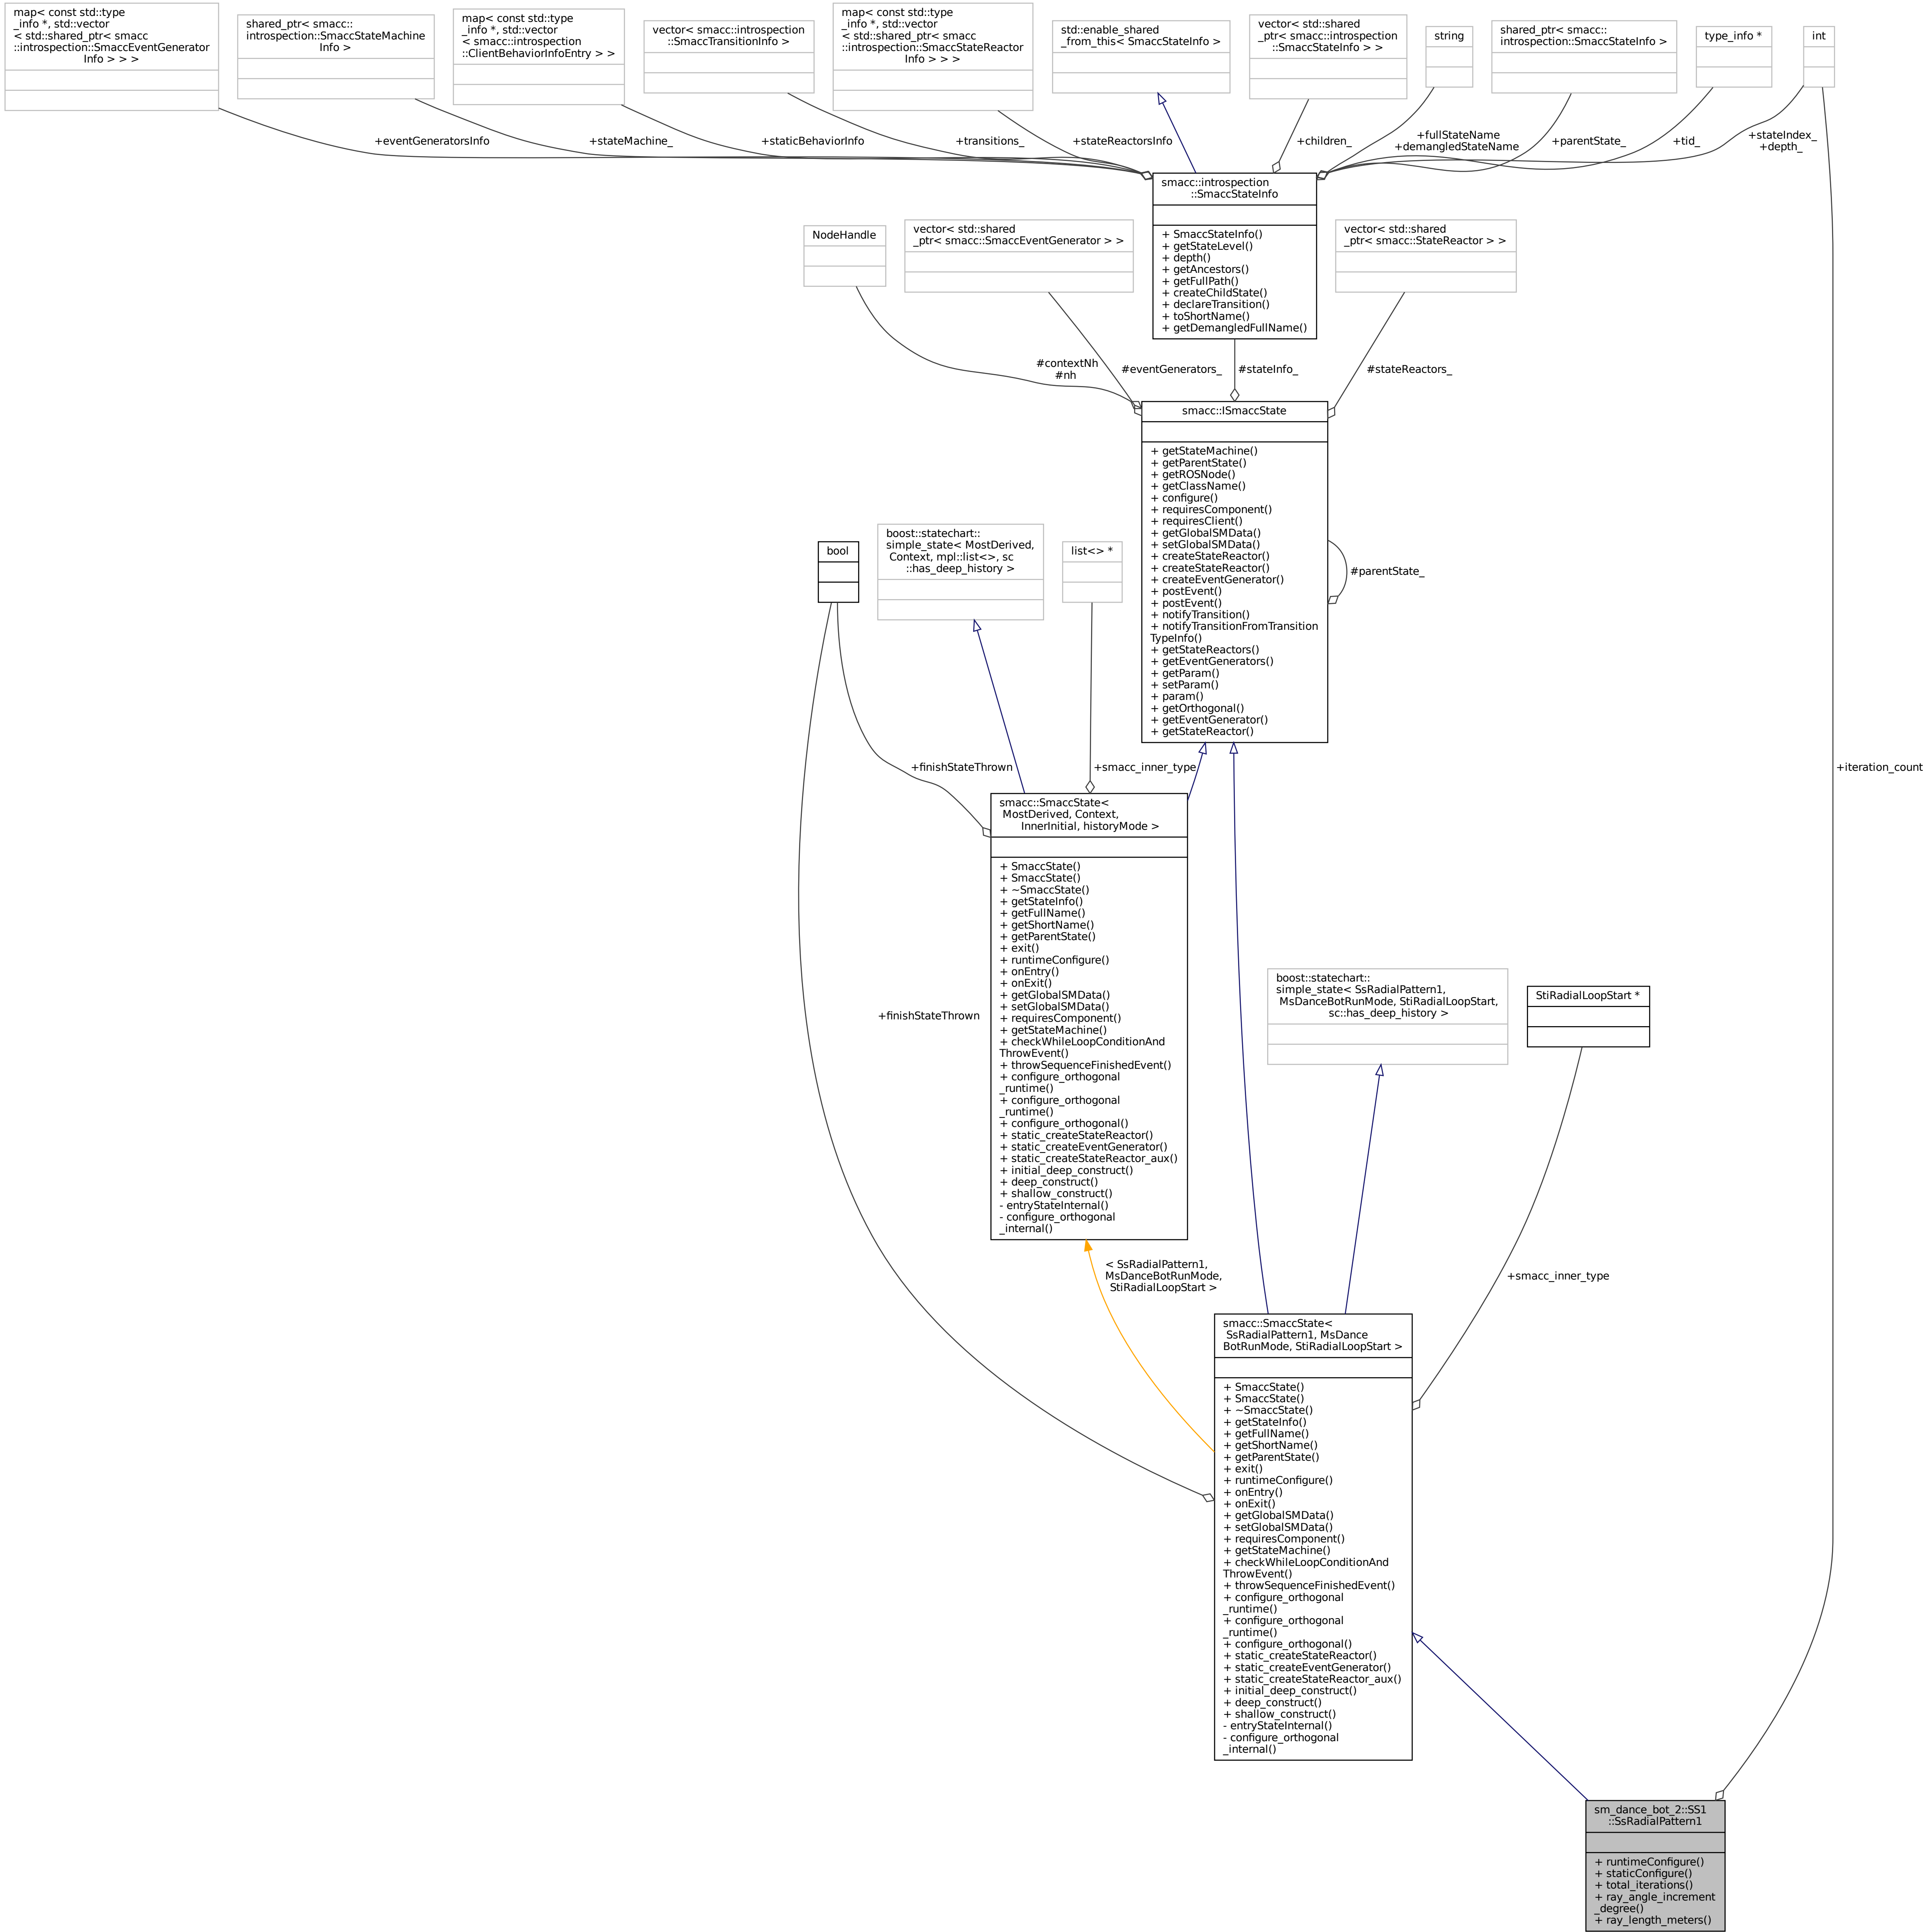 map< const std::type
_info *, std::vector
< std::shared_ptr< smacc
::introspection::SmaccEventGenerator
Info > > >
shared_ptr< smacc::
introspection::SmaccStateMachine
Info >
map< const std::type
_info *, std::vector
< smacc::introspection
::ClientBehaviorInfoEntry > >
vector< smacc::introspection
::SmaccTransitionInfo >
map< const std::type
_info *, std::vector
< std::shared_ptr< smacc
::introspection::SmaccStateReactor
Info > > >
std::enable_shared
_from_this< SmaccStateInfo >
vector< std::shared
_ptr< smacc::introspection
::SmaccStateInfo > >
string
shared_ptr< smacc::
introspection::SmaccStateInfo >
type_info *
int
+eventGeneratorsInfo
+stateMachine_
+staticBehaviorInfo
+transitions_
+stateReactorsInfo
+children_
+fullStateName
+demangledStateName
+parentState_
+tid_
+stateIndex_
+depth_
smacc::introspection
::SmaccStateInfo
+ SmaccStateInfo()
+ getStateLevel()
+ depth()
+ getAncestors()
+ getFullPath()
+ createChildState()
+ declareTransition()
+ toShortName()
+ getDemangledFullName()
NodeHandle
vector< std::shared
_ptr< smacc::SmaccEventGenerator > >
vector< std::shared
_ptr< smacc::StateReactor > >
#contextNh
#nh
#eventGenerators_
#stateInfo_
#stateReactors_
smacc::ISmaccState
+ getStateMachine()
+ getParentState()
+ getROSNode()
+ getClassName()
+ configure()
+ requiresComponent()
+ requiresClient()
+ getGlobalSMData()
+ setGlobalSMData()
+ createStateReactor()
+ createStateReactor()
+ createEventGenerator()
+ postEvent()
+ postEvent()
+ notifyTransition()
+ notifyTransitionFromTransition
TypeInfo()
+ getStateReactors()
+ getEventGenerators()
+ getParam()
+ setParam()
+ param()
+ getOrthogonal()
+ getEventGenerator()
+ getStateReactor()
#parentState_
bool
boost::statechart::
simple_state< MostDerived,
Context, mpl::list<>, sc
::has_deep_history >
list<> *
+finishStateThrown
+smacc_inner_type
+iteration_count
smacc::SmaccState<
MostDerived, Context,
InnerInitial, historyMode >
+ SmaccState()
+ SmaccState()
+ ~SmaccState()
+ getStateInfo()
+ getFullName()
+ getShortName()
+ getParentState()
+ exit()
+ runtimeConfigure()
+ onEntry()
+ onExit()
+ getGlobalSMData()
+ setGlobalSMData()
+ requiresComponent()
+ getStateMachine()
+ checkWhileLoopConditionAnd
ThrowEvent()
+ throwSequenceFinishedEvent()
+ configure_orthogonal
_runtime()
+ configure_orthogonal
_runtime()
+ configure_orthogonal()
+ static_createStateReactor()
+ static_createEventGenerator()
+ static_createStateReactor_aux()
+ initial_deep_construct()
+ deep_construct()
+ shallow_construct()
- entryStateInternal()
- configure_orthogonal
_internal()
+finishStateThrown
boost::statechart::
simple_state< SsRadialPattern1,
MsDanceBotRunMode, StiRadialLoopStart,
sc::has_deep_history >
StiRadialLoopStart *
< SsRadialPattern1,
MsDanceBotRunMode,
StiRadialLoopStart >
+smacc_inner_type
smacc::SmaccState<
SsRadialPattern1, MsDance
BotRunMode, StiRadialLoopStart >
+ SmaccState()
+ SmaccState()
+ ~SmaccState()
+ getStateInfo()
+ getFullName()
+ getShortName()
+ getParentState()
+ exit()
+ runtimeConfigure()
+ onEntry()
+ onExit()
+ getGlobalSMData()
+ setGlobalSMData()
+ requiresComponent()
+ getStateMachine()
+ checkWhileLoopConditionAnd
ThrowEvent()
+ throwSequenceFinishedEvent()
+ configure_orthogonal
_runtime()
+ configure_orthogonal
_runtime()
+ configure_orthogonal()
+ static_createStateReactor()
+ static_createEventGenerator()
+ static_createStateReactor_aux()
+ initial_deep_construct()
+ deep_construct()
+ shallow_construct()
- entryStateInternal()
- configure_orthogonal
_internal()
sm_dance_bot_2::SS1
::SsRadialPattern1
+ runtimeConfigure()
+ staticConfigure()
+ total_iterations()
+ ray_angle_increment
_degree()
+ ray_length_meters()